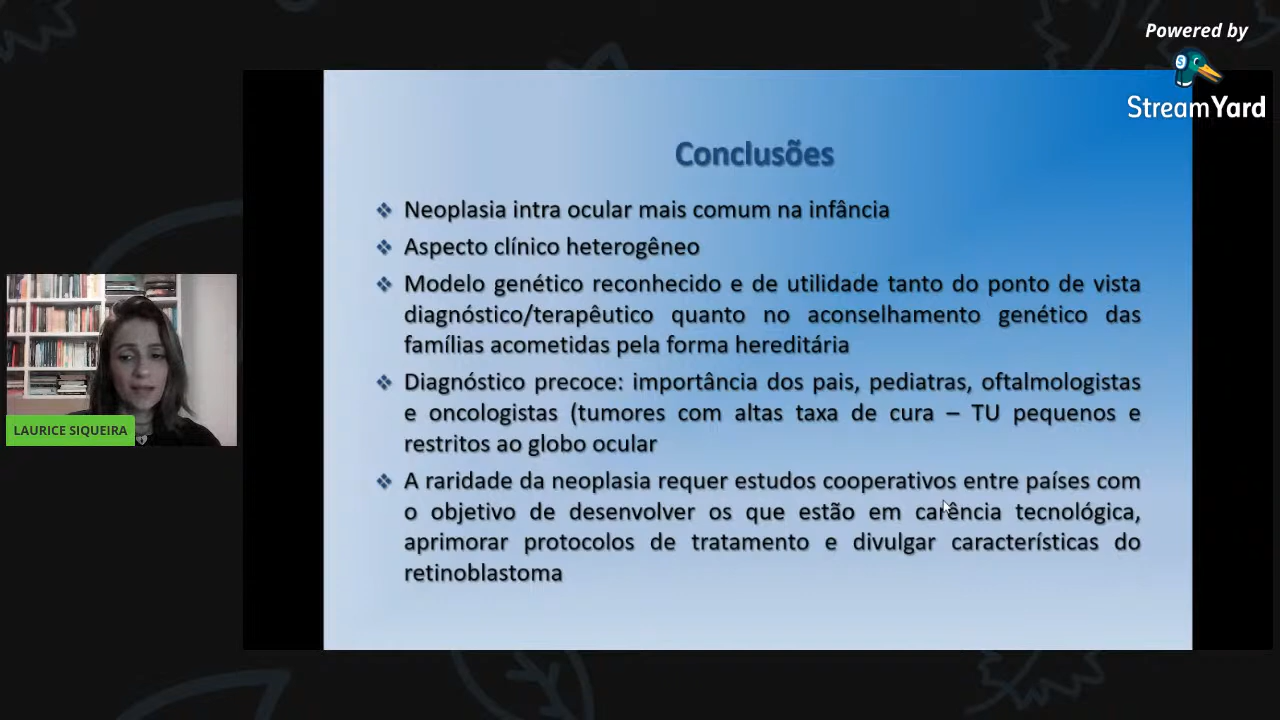 Powered by
StreamYard
Conclusões
Neoplasia intra ocular mais comum na infância
Aspecto clínico heterogêneo
Modelo genético reconhecido e de utilidade tanto do ponto de vista
diagnóstico/terapêutico quanto no aconselhamento genético das
famílias acometidas pela forma hereditária
Diagnóstico precoce: importância dos pais, pediatras, oftalmologistas
e oncologistas (tumores com altas taxa de cura – TU pequenos e
restritos ao globo ocular
A raridade da neoplasia requer estudos cooperativos entre países com
o objetivo de desenvolver os que estão em carência tecnológica,
aprimorar protocolos de tratamento e divulgar características do
retinoblastoma
LAURICE SIQUEIRA